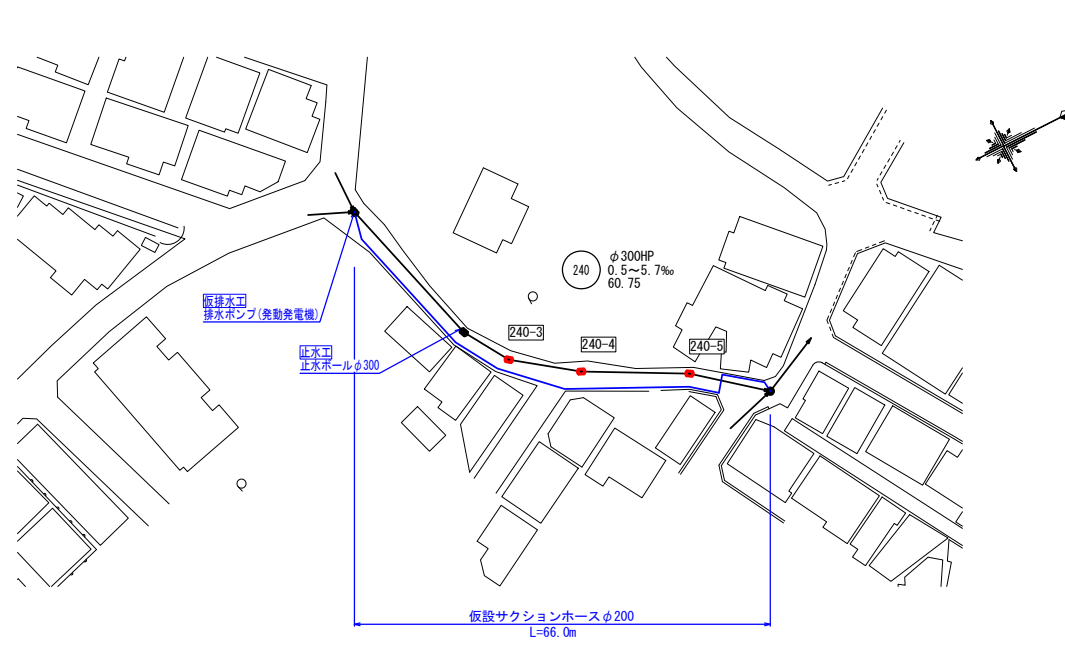 240
φ300HP
0.5～5.7‰
60.75
仮排水工
排水ポンプ(発動発電機)
止水工
止水ボールφ300
240-3
240-4
240-5
仮設サクションホースφ200
L=66.0m